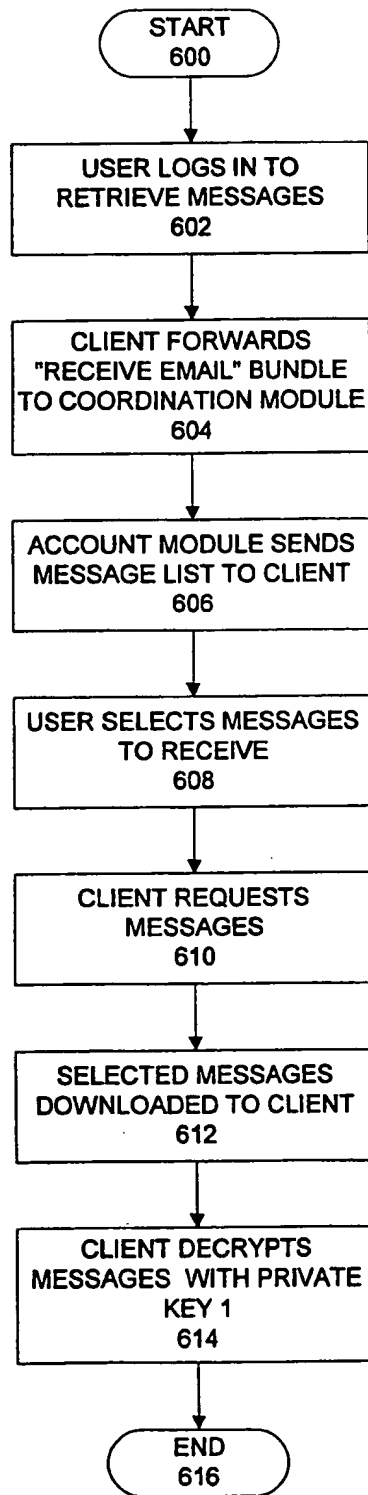 START
600
USER LOGS IN TO
RETRIEVE MESSAGES
602
CLIENT FORWARDS
"RECEIVE EMAIL" BUNDLE
TO COORDINATION MODULE
604
ACCOUNT MODULE SENDS
MESSAGE LIST TO CLIENT
606
USER SELECTS MESSAGES
TO RECEIVE
608
CLIENT REQUESTS
MESSAGES
610
SELECTED MESSAGES
DOWNLOADED TO CLIENT
612
CLIENT DECRYPTS
MESSAGES WITH PRIVATE
KEY 1
614
END
616